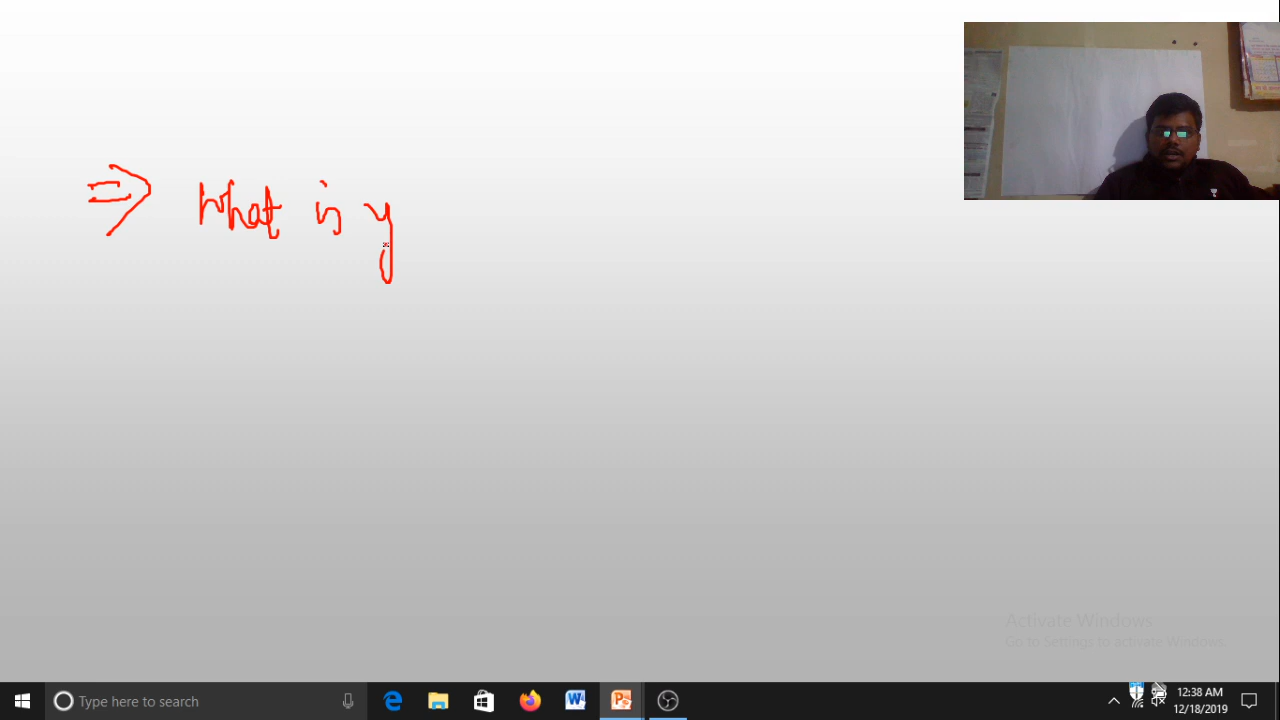 ⇒ What is y
Activate Windows
Go to Settings to activate Windows.
Type here to search
12:38 AM
12/18/2019